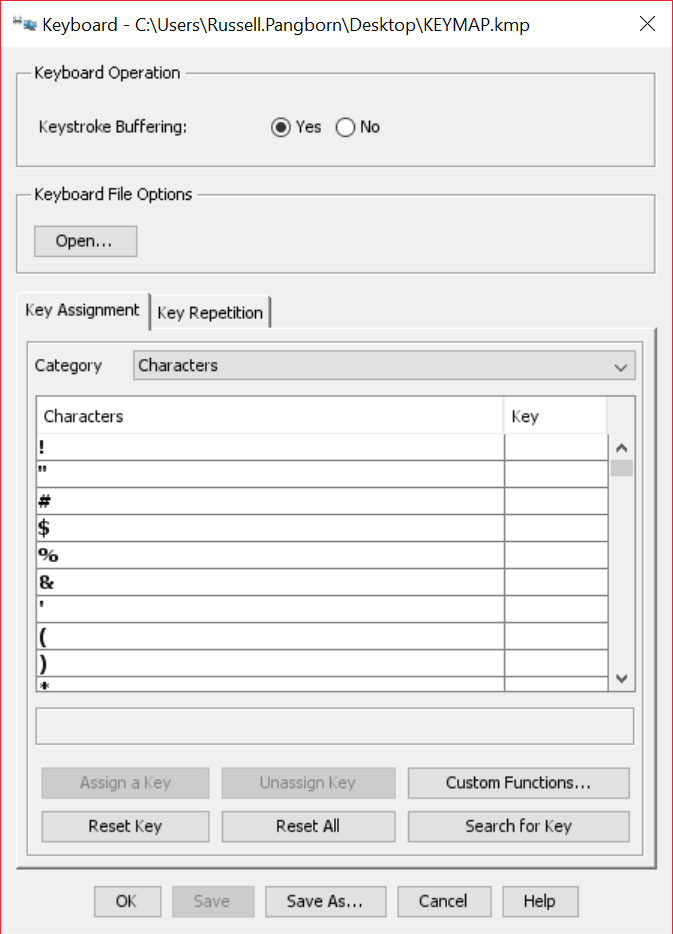 Keyboard - C:\Users\Russell.Pangborn\Desktop\KEYMAP.kmp
Keyboard Operation
Keystroke Buffering: Yes No
Keyboard File Options
Open...
Key Assignment Key Repetition
Category Characters
Characters Key
!
"
#
$
%
&
'
(
)
*
Assign a Key Unassign Key Custom Functions...
Reset Key Reset All Search for Key
OK Save Save As... Cancel Help